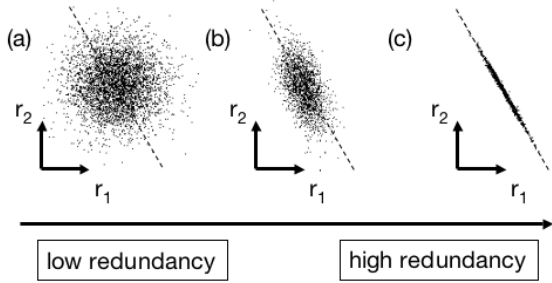 (a)
(b)
(c)
r2
r1
r2
r1
r2
r1
low redundancy
high redundancy